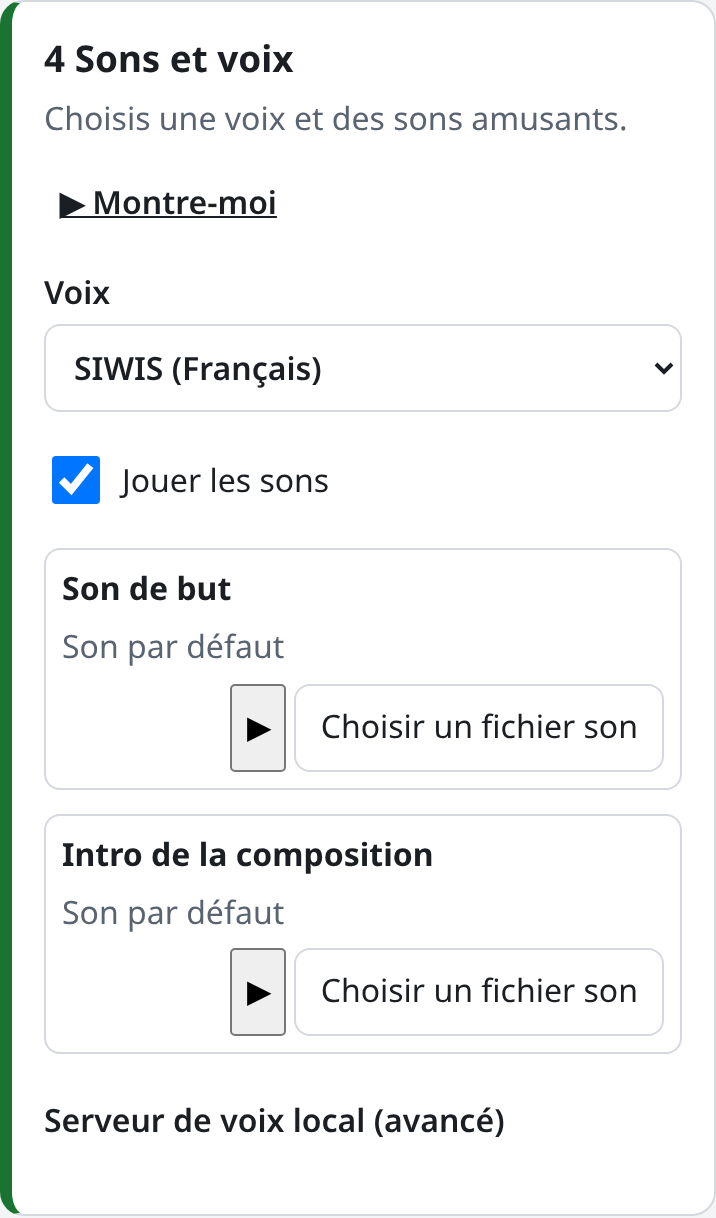 4 Sons et voix
Choisis une voix et des sons amusants.
▶ Montre-moi
Voix
SIWIS (Français)
Jouer les sons
Son de but
Son par défaut
▶ Choisir un fichier son
Intro de la composition
Son par défaut
▶ Choisir un fichier son
Serveur de voix local (avancé)